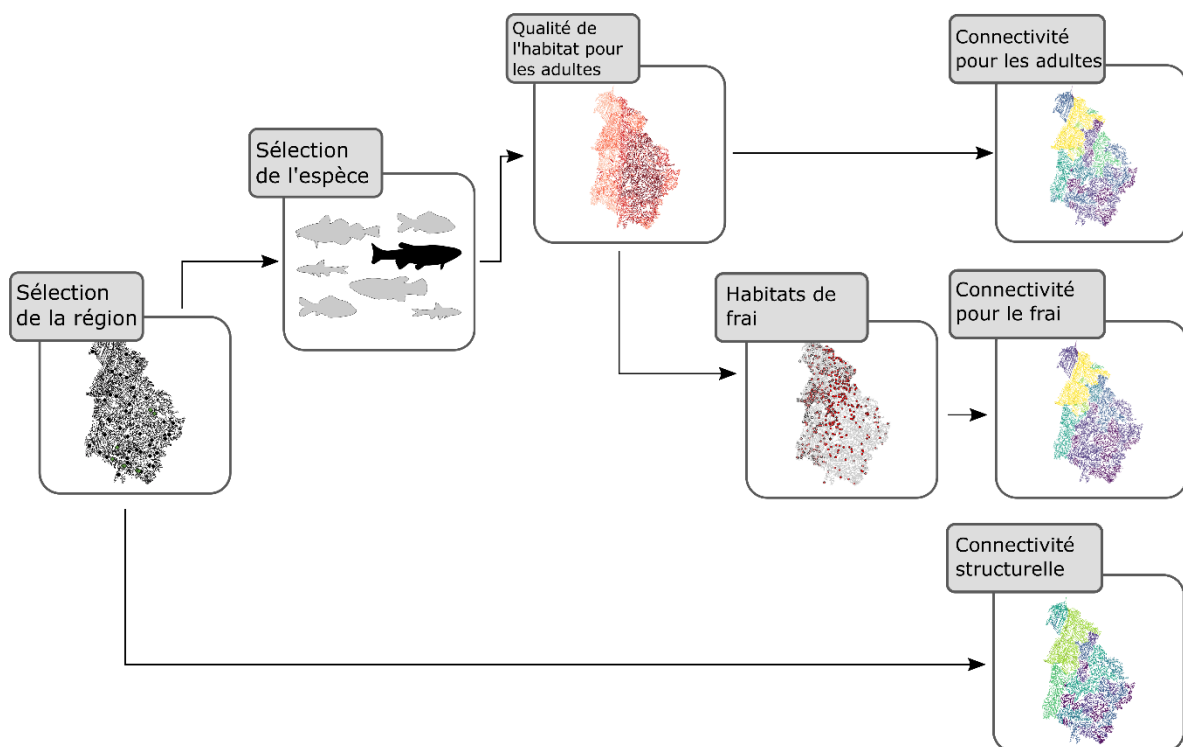 Qualité de
l'habitat pour
les adultes
Connectivité
pour les adultes
Sélection
de l'espèce
Sélection
de la région
Habitats de
frai
Connectivité
pour le frai
Connectivité
structurelle